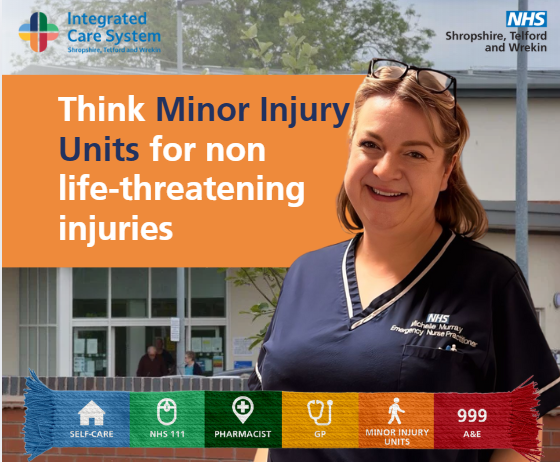 Integrated
Care System
Shropshire, Telford and Wrekin
NHS
Shropshire, Telford
and Wrekin
Think Minor Injury
Units for non
life-threatening
injuries
NHS
Michele Murray
Emergency Nurse Practitioner
SELF-CARE
NHS 111
PHARMACIST
GP
MINOR INJURY
UNITS
999
A&E